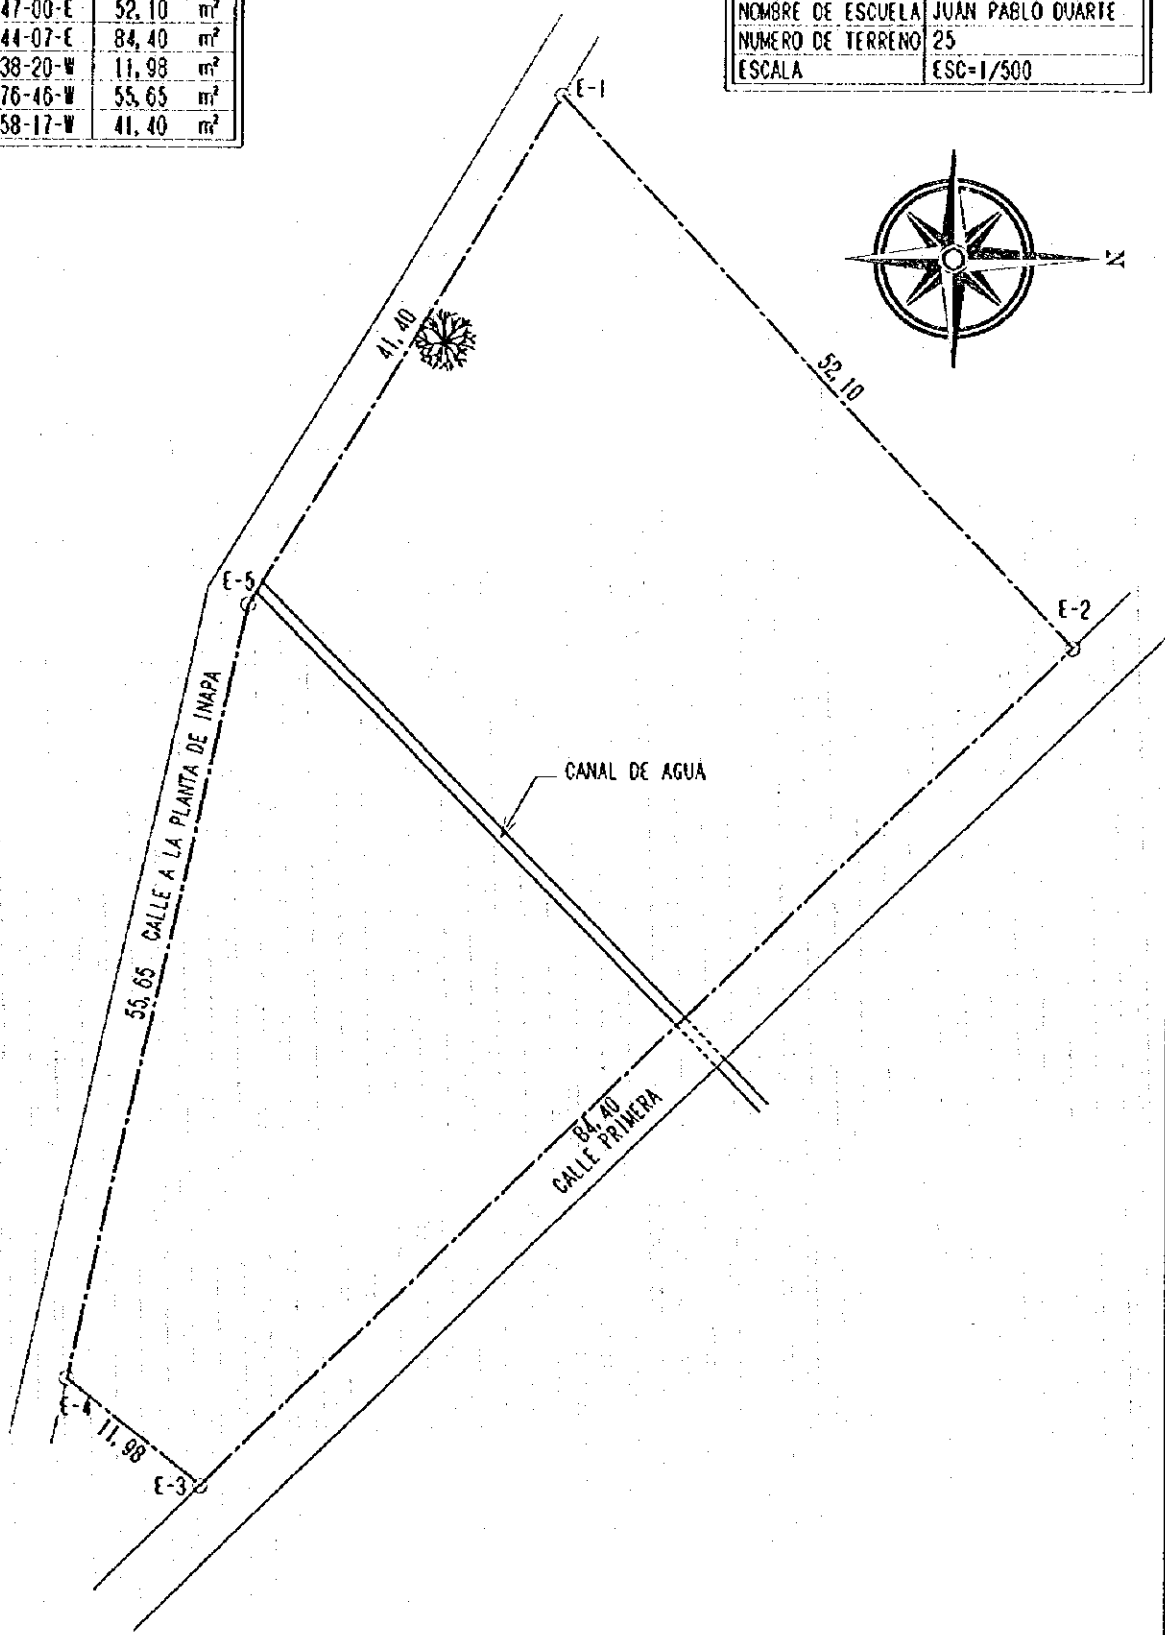 47-00-E 52,10 m²
44-07-E 84,40 m²
38-20-W 11,98 m²
76-46-W 55,65 m²
58-17-W 41,40 m²
NOMBRE DE ESCUELA JUAN PABLO DUARTE
NUMERO DE TERRENO 25
ESCALA ESC=1/500
E-1
N
41,40
52,10
E-5
E-2
CANAL DE AGUA
55,65 CALLE A LA PLANTA DE INAPA
84,40
CALLE PRIMERA
E-4
11,98
E-3